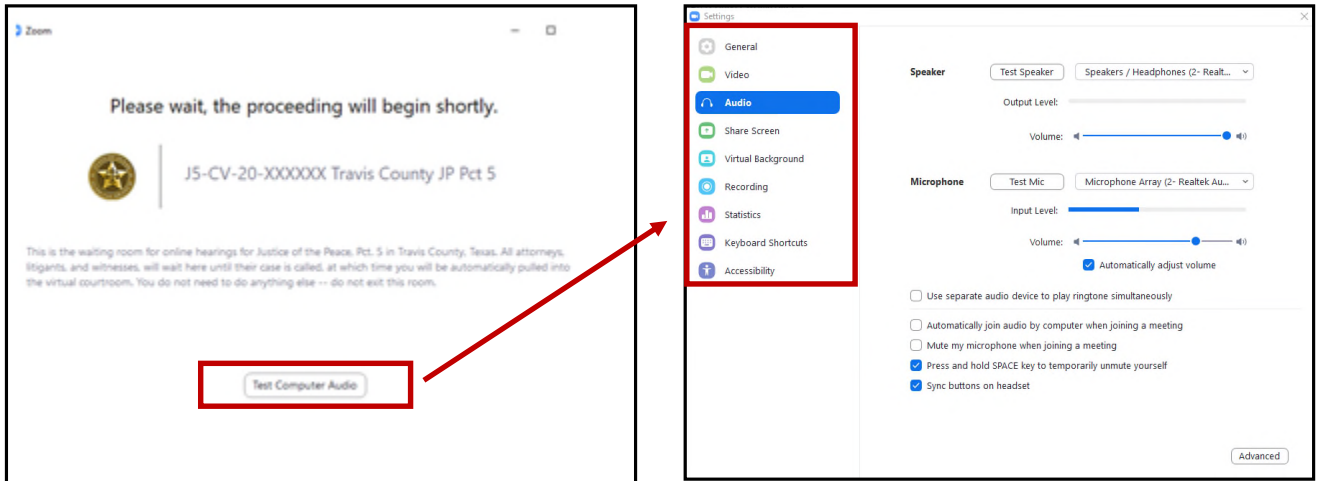 Zoom
Please wait, the proceeding will begin shortly.
J5-CV-20-XXXXXX Travis County JP Pct 5
This is the waiting room for online hearings for Justice of the Peace, Pct. 5 in Travis County, Texas. All attorneys,
litigants, and witnesses, will wait here until their case is called, at which time you will be automatically pulled into
the virtual courtroom. You do not need to do anything else -- do not exit this room.
Test Computer Audio
Settings
General
Video
Audio
Share Screen
Virtual Background
Recording
Statistics
Keyboard Shortcuts
Accessibility
Speaker Test Speaker Speakers / Headphones (2- Realt...
Output Level:
Volume:
Microphone Test Mic Microphone Array (2- Realtek Au...
Input Level:
Volume:
Automatically adjust volume
Use separate audio device to play ringtone simultaneously
Automatically join audio by computer when joining a meeting
Mute my microphone when joining a meeting
Press and hold SPACE key to temporarily unmute yourself
Sync buttons on headset
Advanced